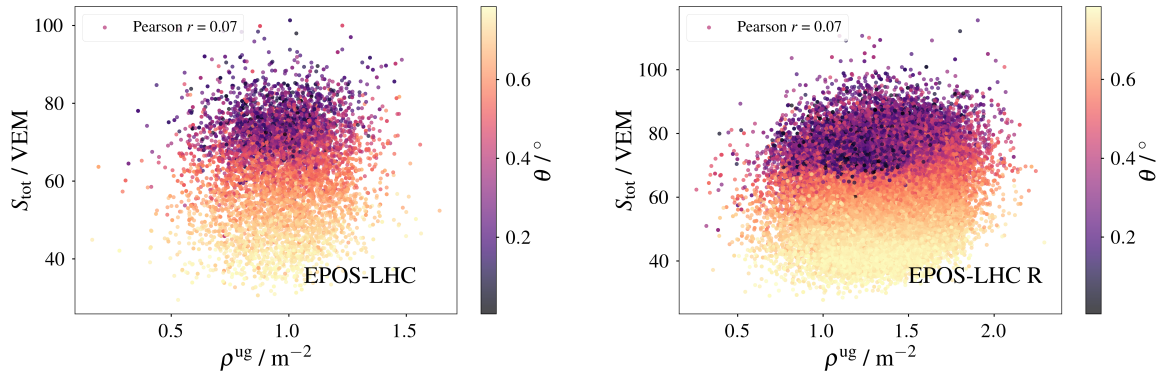 Pearson r = 0.07
100
80
60
40
S_tot / VEM
EPOS-LHC
0.5
1.0
1.5
ρ^ug / m^−2
0.6
0.4
0.2
θ / °
Pearson r = 0.07
100
80
60
40
S_tot / VEM
EPOS-LHC R
0.5
1.0
1.5
2.0
ρ^ug / m^−2
0.6
0.4
0.2
θ / °